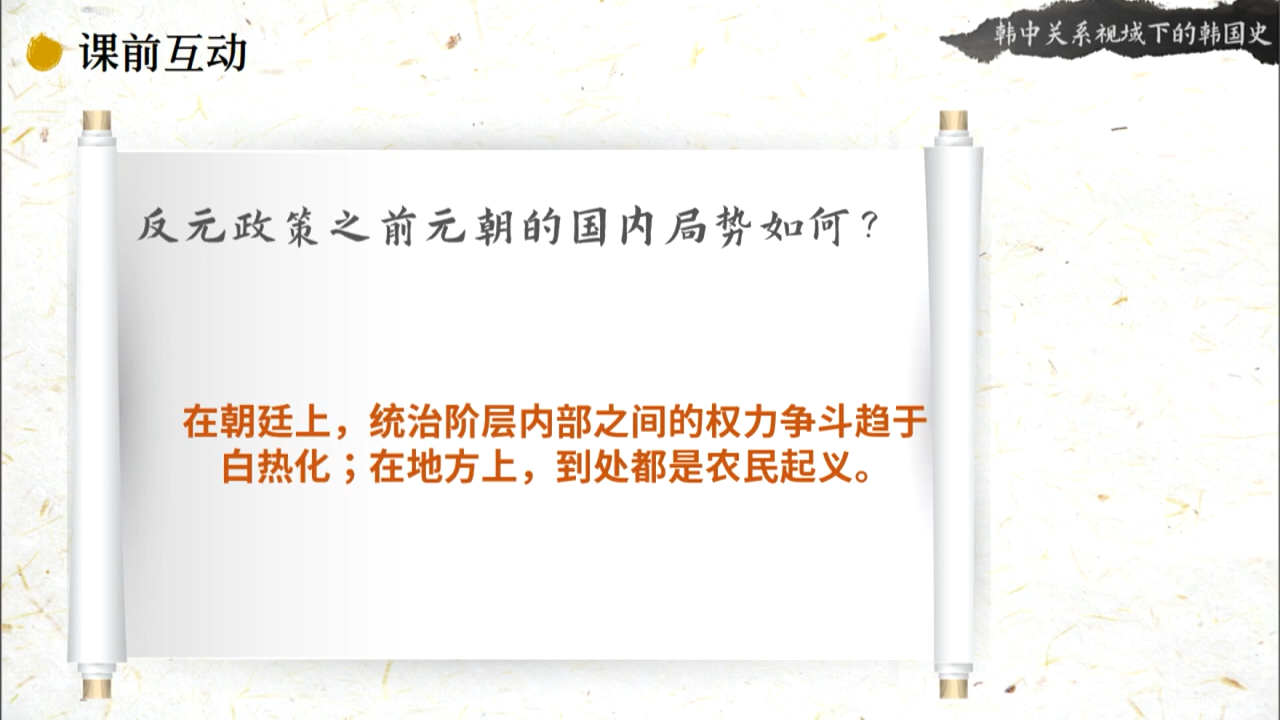 课前互动
韩中关系视域下的韩国史
反元政策之前元朝的国内局势如何？
在朝廷上，统治阶层内部之间的权力争斗趋于
白热化；在地方上，到处都是农民起义。